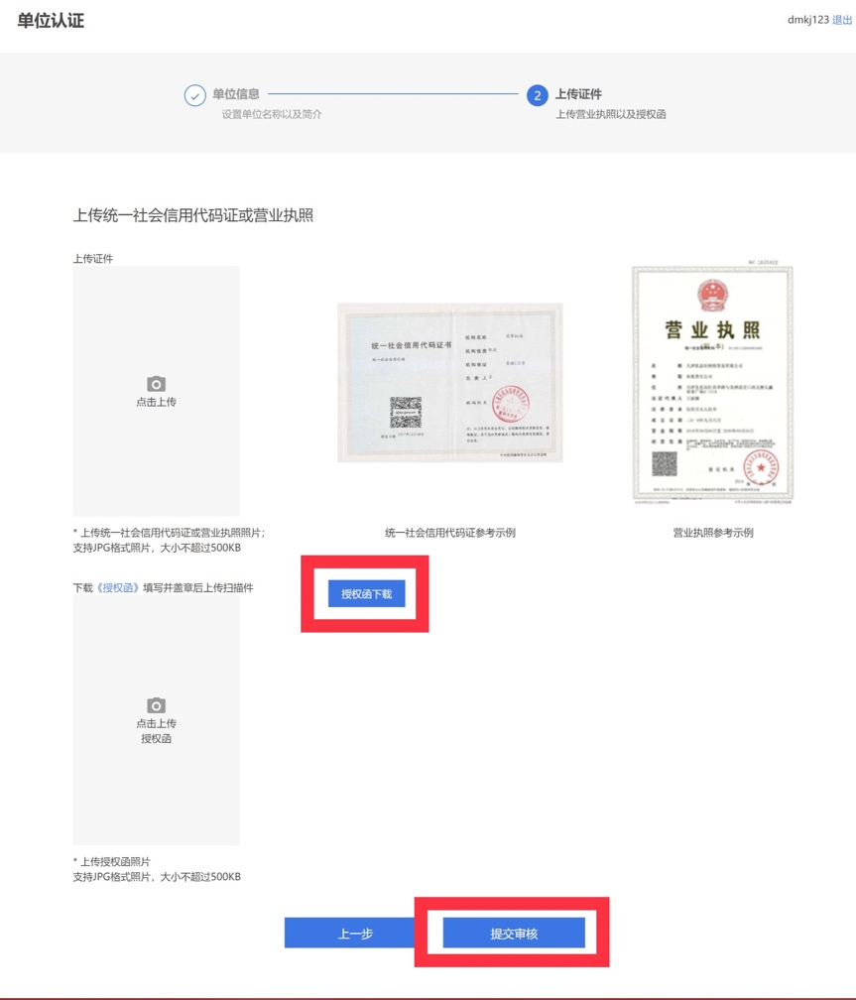 单位认证
dmkj123 退出
单位信息
设置单位名称以及简介
2 上传证件
上传营业执照以及授权函
上传统一社会信用代码证或营业执照
上传证件
点击上传
统一社会信用代码证书
营业执照
* 上传统一社会信用代码证或营业执照照片；
支持JPG格式照片，大小不超过500KB
统一社会信用代码证参考示例
营业执照参考示例
下载《授权函》填写并盖章后上传扫描件
授权函下载
点击上传
授权函
* 上传授权函照片
支持JPG格式照片，大小不超过500KB
上一步
提交审核